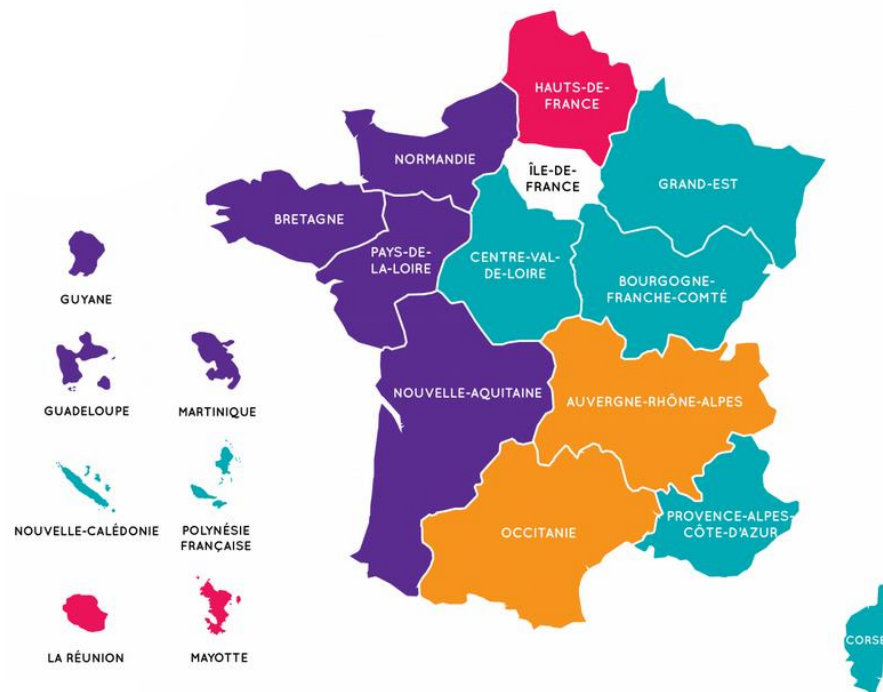 HAUTS-DE-
FRANCE
NORMANDIE
ÎLE-DE-
FRANCE
GRAND-EST
BRETAGNE
PAYS-DE-
LA-LOIRE
CENTRE-VAL-
DE-LOIRE
BOURGOGNE-
FRANCHE-COMTÉ
GUYANE
NOUVELLE-AQUITAINE
AUVERGNE-RHÔNE-ALPES
GUADELOUPE
MARTINIQUE
PROVENCE-ALPES-
CÔTE-D'AZUR
OCCITANIE
NOUVELLE-CALÉDONIE
POLYNÉSIE
FRANÇAISE
CORSE
LA RÉUNION
MAYOTTE